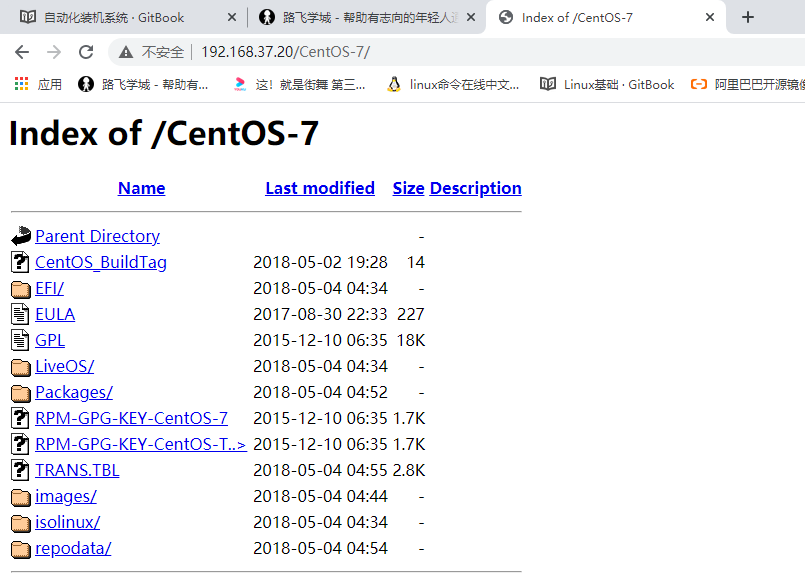 自动化装机系统 · GitBook
路飞学城 - 帮助有志向的年轻人
Index of /CentOS-7
不安全 192.168.37.20/CentOS-7/
应用 路飞学城 - 帮助有... 这！就是街舞 第三... linux命令在线中文... Linux基础 · GitBook 阿里巴巴开源镜像
Index of /CentOS-7
Name Last modified Size Description
Parent Directory -
CentOS_BuildTag 2018-05-02 19:28 14
EFI/ 2018-05-04 04:34 -
EULA 2017-08-30 22:33 227
GPL 2015-12-10 06:35 18K
LiveOS/ 2018-05-04 04:34 -
Packages/ 2018-05-04 04:52 -
RPM-GPG-KEY-CentOS-7 2015-12-10 06:35 1.7K
RPM-GPG-KEY-CentOS-T..> 2015-12-10 06:35 1.7K
TRANS.TBL 2018-05-04 04:55 2.8K
images/ 2018-05-04 04:44 -
isolinux/ 2018-05-04 04:34 -
repodata/ 2018-05-04 04:54 -